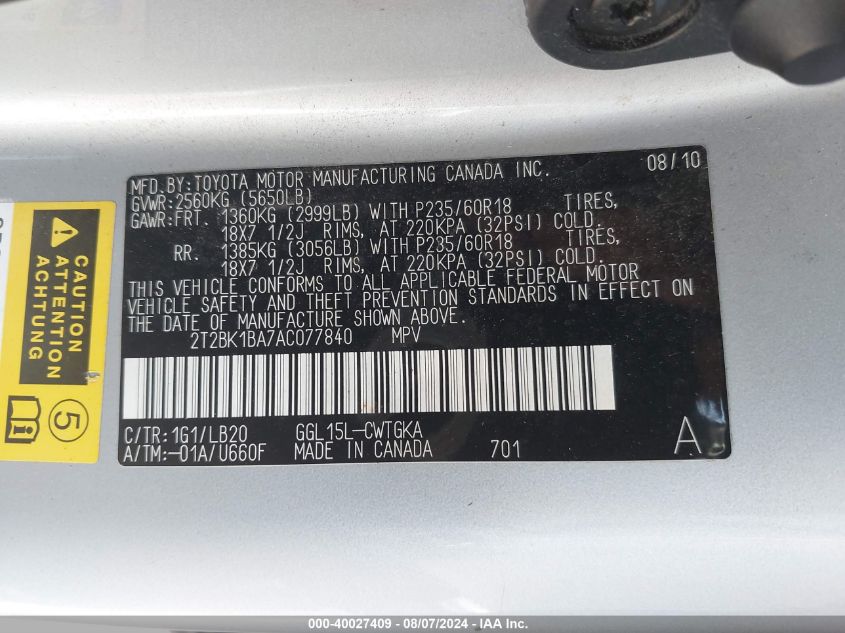 MFD.BY:TOYOTA MOTOR MANUFACTURING CANADA INC. 08/10
GVWR:2560KG (5650LB)
GAWR:FRT. 1360KG (2999LB) WITH P235/60R18 TIRES,
18X7 1/2J RIMS, AT 220KPA (32PSI) COLD.
RR. 1385KG (3056LB) WITH P235/60R18 TIRES,
18X7 1/2J RIMS, AT 220KPA (32PSI) COLD.
THIS VEHICLE CONFORMS TO ALL APPLICABLE FEDERAL MOTOR
VEHICLE SAFETY AND THEFT PREVENTION STANDARDS IN EFFECT ON
THE DATE OF MANUFACTURE SHOWN ABOVE.
2T2BK1BA7AC077840 MPV
C/TR:1G1/LB20 GGL15L-CWTGKA
A/TM:-01A/U660F MADE IN CANADA 701 A
CAUTION
ATTENTION
ACHTUNG
5
000-40027409 - 08/07/2024 - IAA Inc.